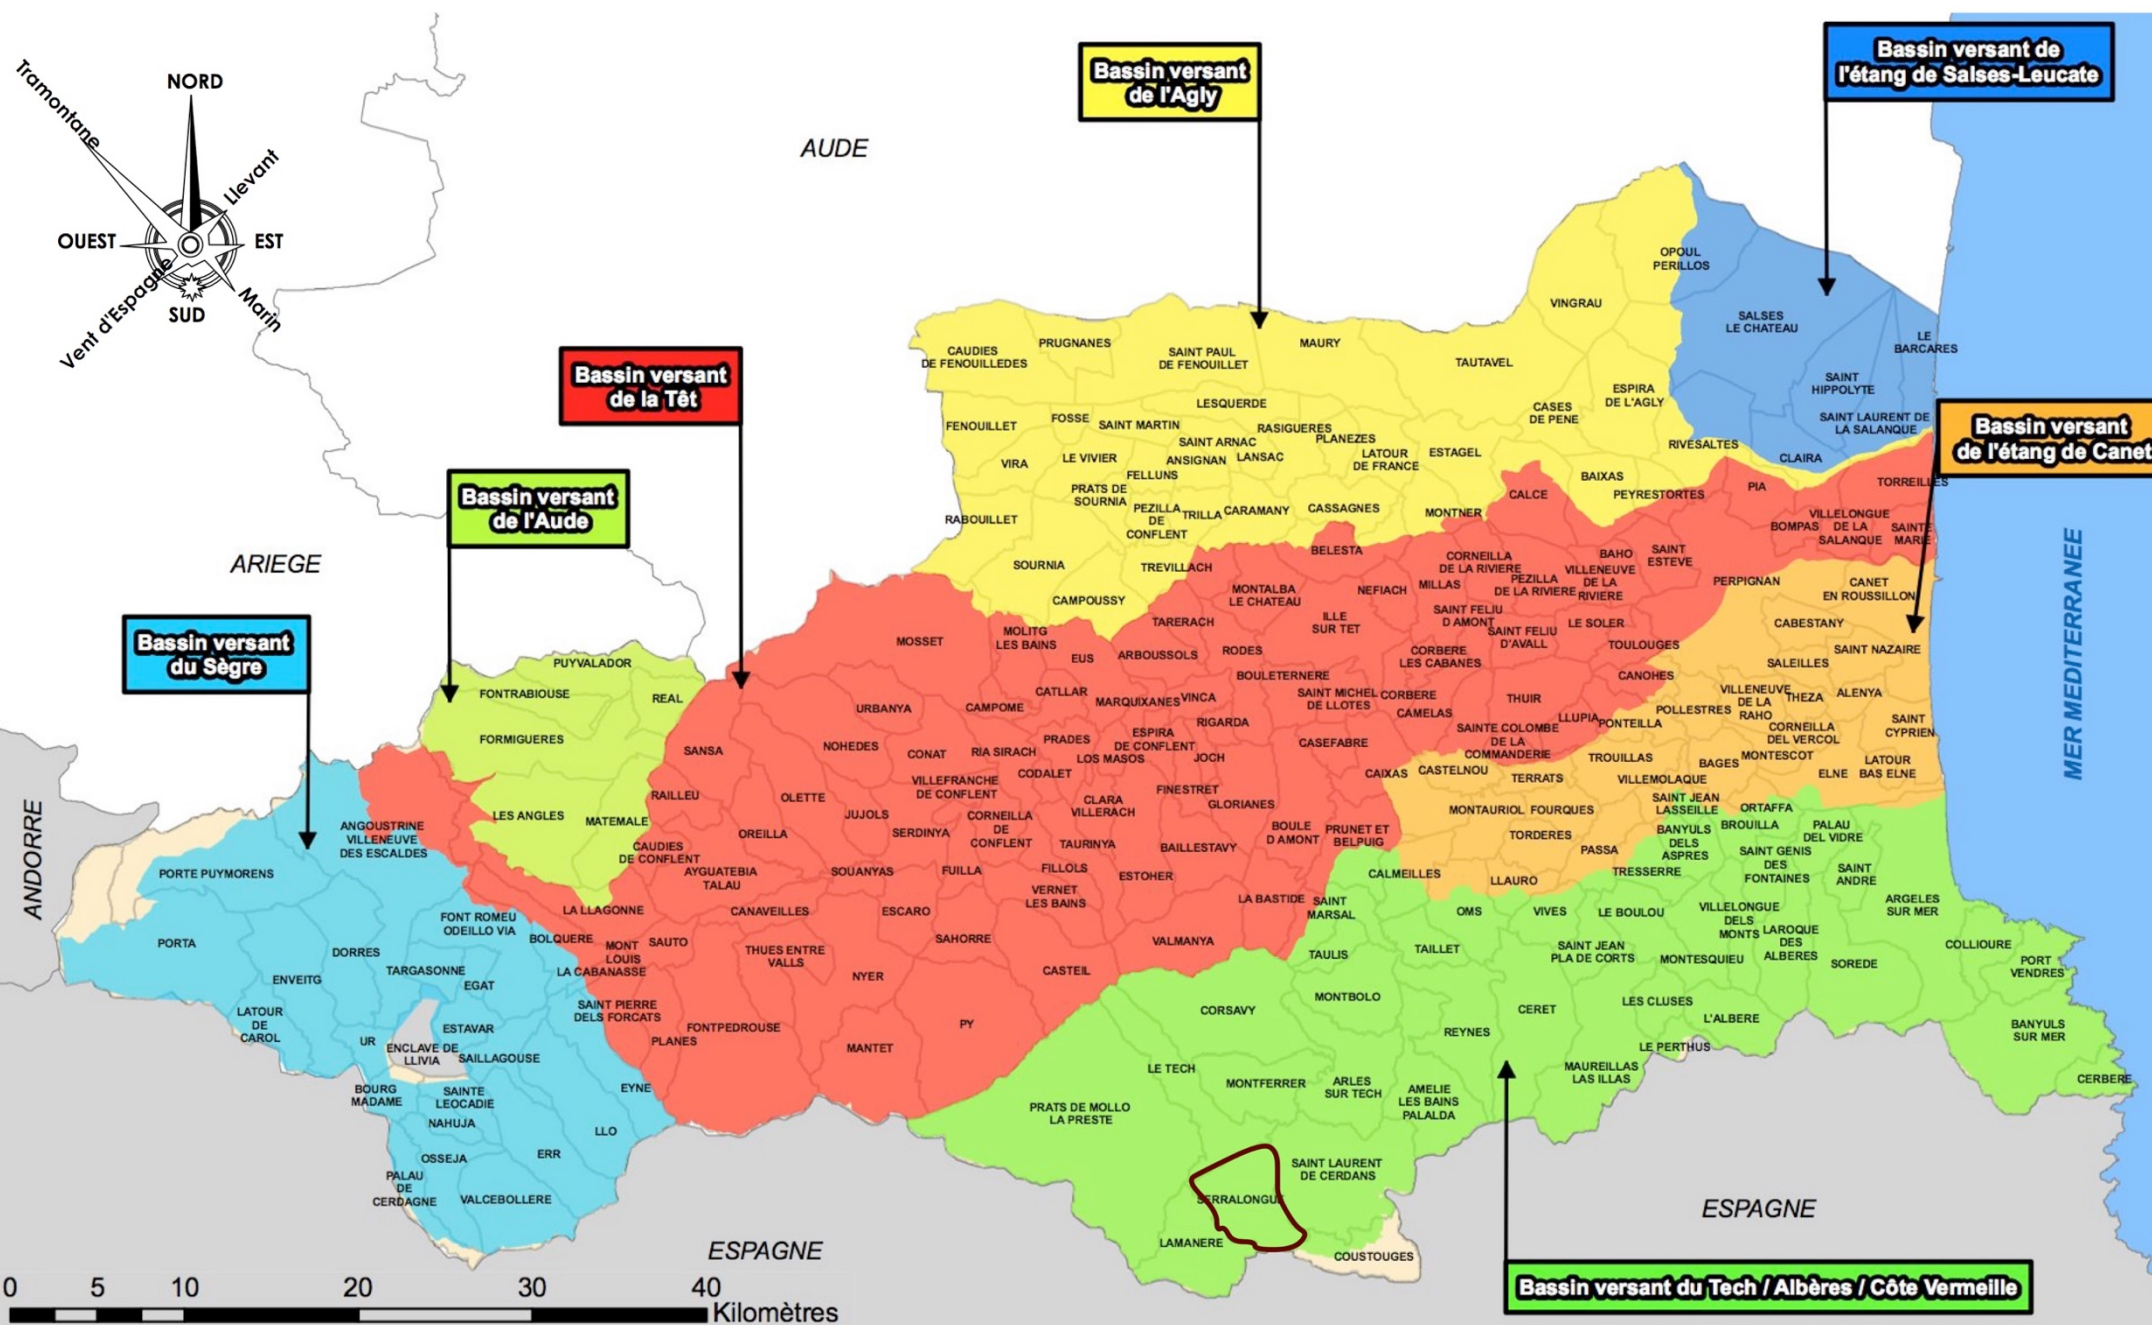 NORD
Tramontane
Llevant
OUEST
EST
Vent d'Espagne
SUD
Marin
Bassin versant
de l'Agly
Bassin versant de
l'étang de Salses-Leucate
Bassin versant
de la Têt
Bassin versant
de l'étang de Canet
Bassin versant
de l'Aude
Bassin versant
du Sègre
Bassin versant du Tech / Albères / Côte Vermeille
AUDE
ARIEGE
ANDORRE
ESPAGNE
ESPAGNE
MER MEDITERRANEE
OPOUL
PERILLOS
VINGRAU
SALSES
LE CHATEAU
LE
BARCARES
SAINT
HIPPOLYTE
SAINT LAURENT DE
LA SALANQUE
CLAIRA
RIVESALTES
CAUDIES
DE FENOUILLEDES
PRUGNANES
SAINT PAUL
DE FENOUILLET
MAURY
TAUTAVEL
ESPIRA
DE L'AGLY
CASES
DE PENE
LESQUERDE
FENOUILLET
FOSSE
SAINT MARTIN
RASIGUERES
SAINT ARNAC
PLANEZES
LATOUR
DE FRANCE
ESTAGEL
VIRA
LE VIVIER
ANSIGNAN
LANSAC
FELLUNS
BAIXAS
PEYRESTORTES
PRATS DE
SOURNIA
PEZILLA
DE
CONFLENT
TRILLA
CARAMANY
CASSAGNES
MONTNER
CALCE
PIA
TORREILLES
RABOUILLET
SOURNIA
TREVILLACH
CAMPOUSSY
BELESTA
BOMPAS
VILLELONGUE
DE LA
SALANQUE
SAINTE
MARIE
CORNEILLA
DE LA RIVIERE
BAHO
SAINT
ESTEVE
PERPIGNAN
CANET
EN ROUSSILLON
MONTALBA
LE CHATEAU
NEFIACH
MILLAS
PEZILLA
DE LA RIVIERE
VILLENEUVE
DE LA
RIVIERE
TARERACH
ILLE
SUR TET
SAINT FELIU
D AMONT
SAINT FELIU
D'AVALL
LE SOLER
TOULOUGES
CABESTANY
SAINT NAZAIRE
MOSSET
MOLITG
LES BAINS
EUS
ARBOUSSOLS
RODES
CORBERE
LES CABANES
SALEILLES
PUYVALADOR
FONTRABIOUSE
REAL
FORMIGUERES
LES ANGLES
MATEMALE
URBANYA
CAMPOME
CATLLAR
MARQUIXANES
VINCA
BOULETERNERE
SAINT MICHEL
DE LLOTES
CORBERE
CAMELAS
THUIR
CANOHES
LLUPIA
PONTEILLA
POLLESTRES
VILLENEUVE
DE LA
RAHO
THEZA
ALENYA
SAINT
CYPRIEN
CORNEILLA
DEL VERCOL
SANSA
NOHEDES
CONAT
RIA SIRACH
PRADES
ESPIRA
DE CONFLENT
LOS MASOS
RIGARDA
JOCH
CASEFABRE
SAINTE COLOMBE
DE LA
COMMANDERIE
TROUILLAS
BAGES
MONTESCOT
ELNE
LATOUR
BAS ELNE
CODALET
VILLEFRANCHE
DE CONFLENT
CAIXAS
CASTELNOU
TERRATS
VILLEMOLAQUE
RAILLEU
OLETTE
JUJOLS
CLARA
VILLERACH
FINESTRET
GLORIANES
MONTAURIOL
FOURQUES
SAINT JEAN
LASSEILLE
ORTAFFA
BROUILLA
PALAU
DEL VIDRE
OREILLA
SERDINYA
CORNEILLA
DE
CONFLENT
TAURINYA
BAILLESTAVY
BOULE
D AMONT
PRUNET ET
BELPUIG
TORDERES
PASSA
BANYULS
DELS
ASPRES
SAINT GENIS
DES
FONTAINES
SAINT
ANDRE
ANGOUSTRINE
VILLENEUVE
DES ESCALDES
CAUDIES
DE CONFLENT
AYGUATEBIA
TALAU
SOUANYAS
FUILLA
FILLOLS
ESTOHER
VERNET
LES BAINS
CALMEILLES
LLAURO
TRESSERRE
ARGELES
SUR MER
PORTE PUYMORENS
LA LLAGONNE
CANAVEILLES
ESCARO
LA BASTIDE
SAINT
MARSAL
OMS
VIVES
LE BOULOU
VILLELONGUE
DELS
MONTS
LAROQUE
DES
ALBERES
FONT ROMEU
ODEILLO VIA
BOLQUERE
MONT
LOUIS
SAUTO
THUES ENTRE
VALLS
SAHORRE
VALMANYA
TAULIS
TAILLET
SAINT JEAN
PLA DE CORTS
MONTESQUIEU
SOREDE
COLLIOURE
PORT
VENDRES
PORTA
DORRES
TARGASONNE
LA CABANASSE
ENVEITG
EGAT
NYER
CASTEIL
LATOUR
DE
CAROL
SAINT PIERRE
DELS FORCATS
CORSAVY
MONTBOLO
CERET
LES CLUSES
L'ALBERE
UR
ESTAVAR
ENCLAVE DE
LLIVIA
SAILLAGOUSE
PLANES
FONTPEDROUSE
MANTET
PY
REYNES
LE PERTHUS
BANYULS
SUR MER
BOURG
MADAME
SAINTE
LEOCADIE
EYNE
LE TECH
MONTFERRER
ARLES
SUR TECH
AMELIE
LES BAINS
PALALDA
MAUREILLAS
LAS ILLAS
CERBERE
NAHUJA
LLO
PRATS DE MOLLO
LA PRESTE
OSSEJA
ERR
PALAU
DE
CERDAGNE
VALCEBOLLERE
SAINT LAURENT
DE CERDANS
SERRALONGUE
LAMANERE
COUSTOUGES
0 5 10 20 30 40
Kilomètres